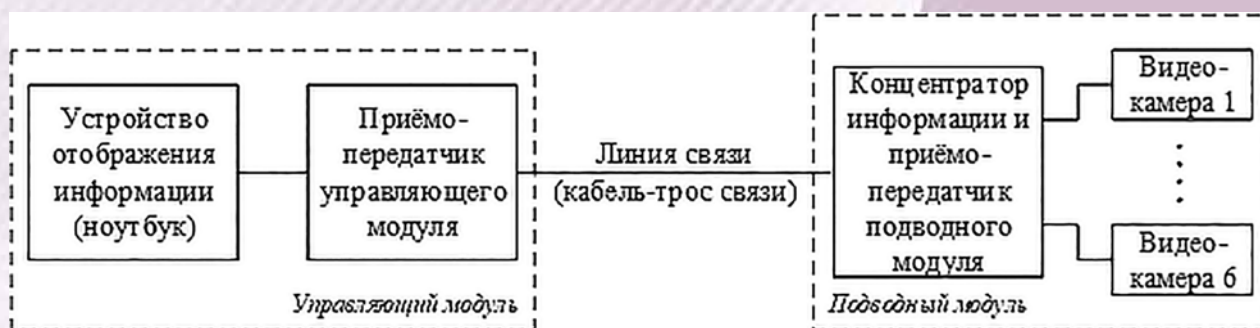 Устройство
отображения
информации
(ноутбук)
Приёмо-
передатчик
управляющего
модуля
Управляющий модуль
Линия связи
(кабель-трос связи)
Концентратор
информации и
приёмо-
передатчик
подводного
модуля
Видео-
камера 1
Видео-
камера 6
Подводный модуль